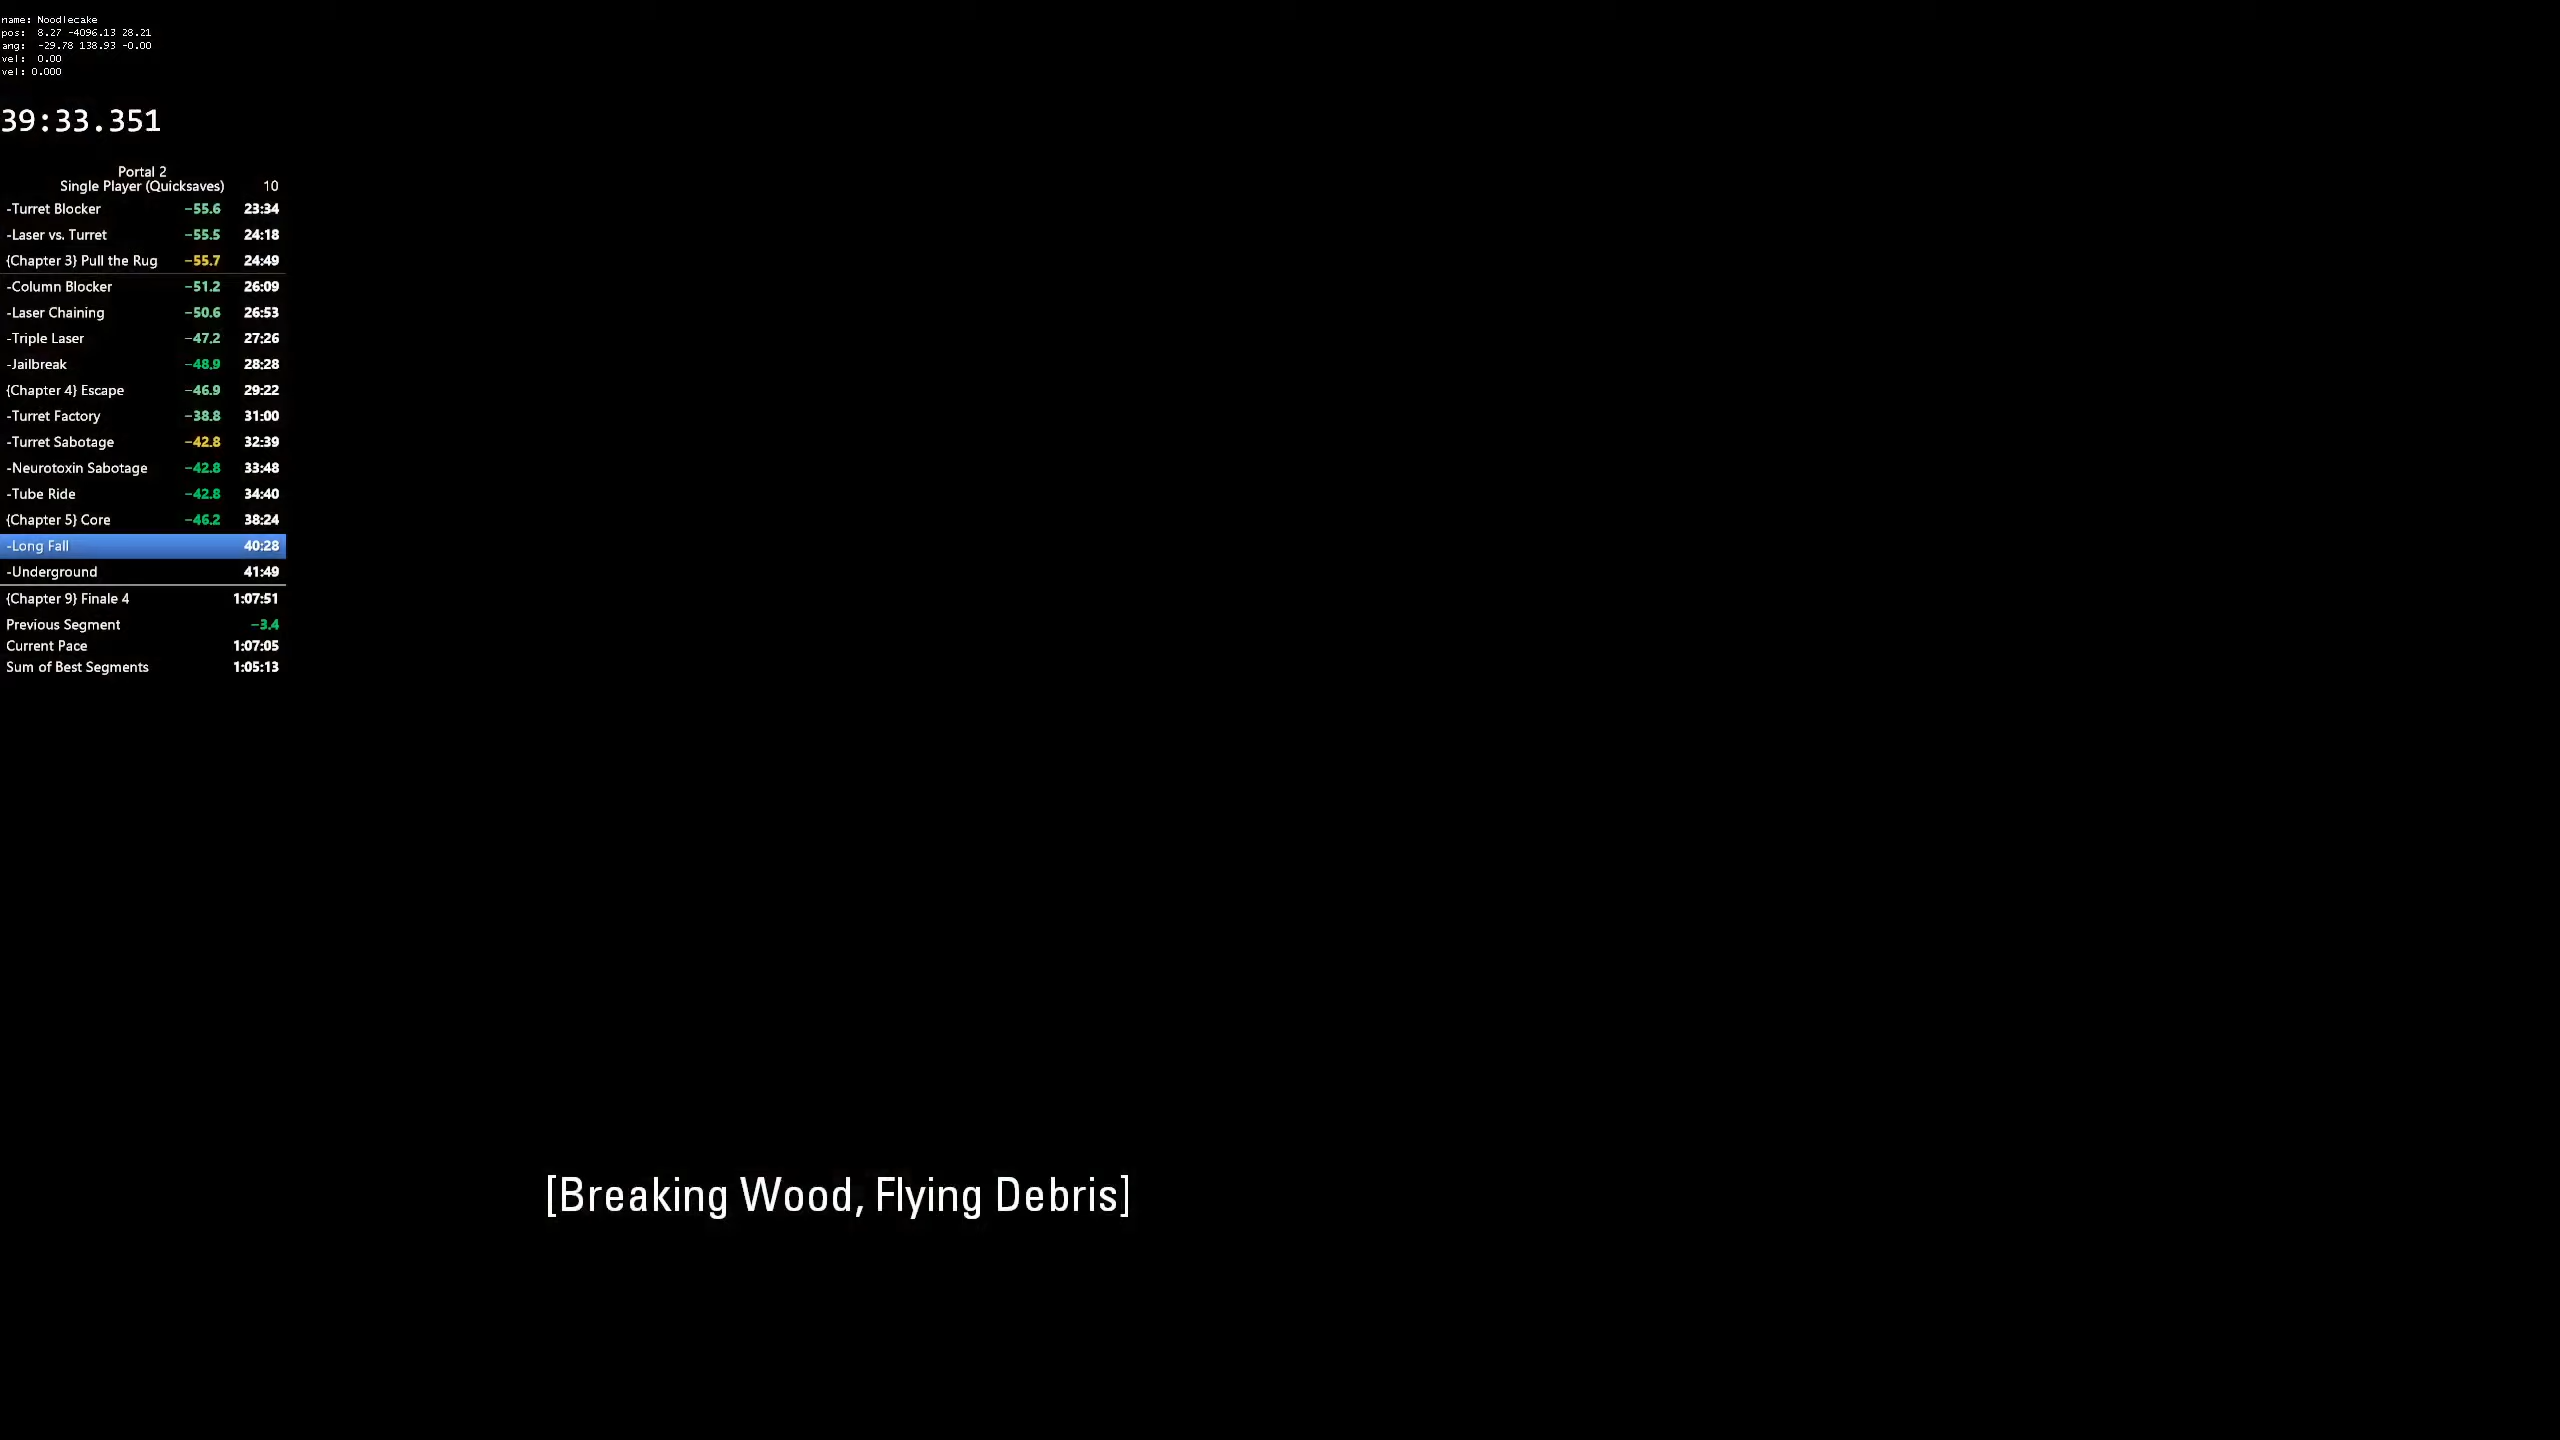 name: Noodlecake
pos: 8.27 -4096.13 28.21
ang: -29.78 138.93 -0.00
vel: 0.00
vel: 0.000
39:33.351
Portal 2
Single Player (Quicksaves) 10
-Turret Blocker −55.6 23:34
-Laser vs. Turret −55.5 24:18
{Chapter 3} Pull the Rug −55.7 24:49
-Column Blocker −51.2 26:09
-Laser Chaining −50.6 26:53
-Triple Laser −47.2 27:26
-Jailbreak −48.9 28:28
{Chapter 4} Escape −46.9 29:22
-Turret Factory −38.8 31:00
-Turret Sabotage −42.8 32:39
-Neurotoxin Sabotage −42.8 33:48
-Tube Ride −42.8 34:40
{Chapter 5} Core −46.2 38:24
-Long Fall 40:28
-Underground 41:49
{Chapter 9} Finale 4 1:07:51
Previous Segment −3.4
Current Pace 1:07:05
Sum of Best Segments 1:05:13
[Breaking Wood, Flying Debris]